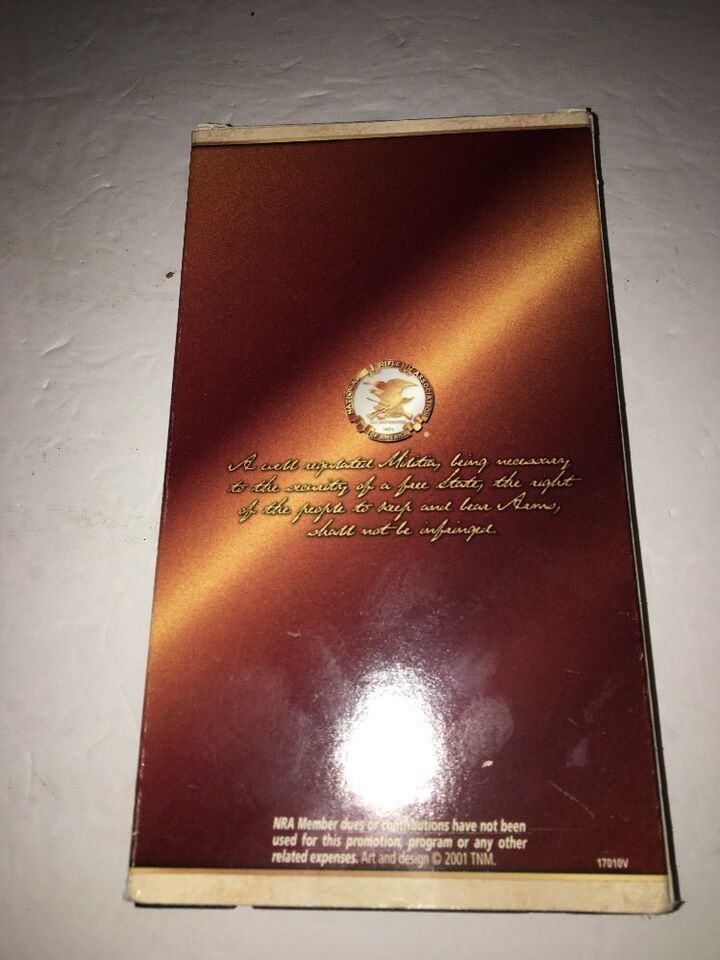 NATIONAL RIFLE ASSOCIATION
OF AMERICA
A well regulated Militia, being necessary
to the security of a free State, the right
of the people to keep and bear Arms,
shall not be infringed.
NRA Member dues or contributions have not been
used for this promotion, program or any other
related expenses. Art and design © 2001 TNM.
17010V